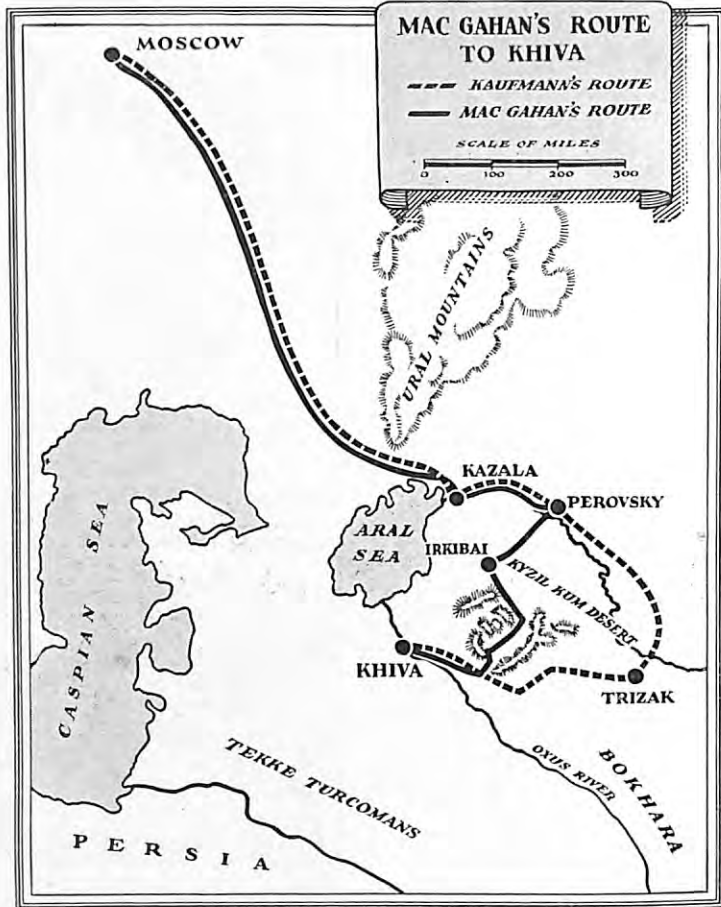 MAC GAHAN'S ROUTE
TO KHIVA
KAUFMANN'S ROUTE
MAC GAHAN'S ROUTE
SCALE OF MILES
0 100 200 300
MOSCOW
URAL MOUNTAINS
KAZALA
PEROVSKY
ARAL
SEA
IRKIBAI
KYZIL KUM DESERT
CASPIAN SEA
KHIVA
TRIZAK
TEKKE TURCOMANS
OXUS RIVER
BOKHARA
PERSIA